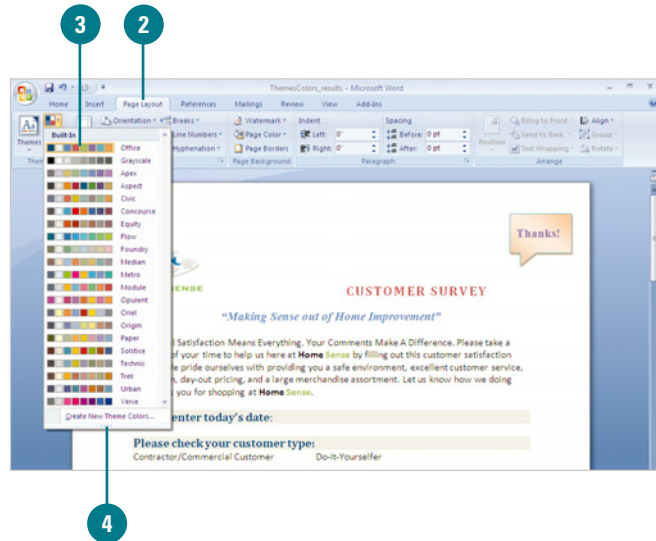 3
2
ThemesColors_results - Microsoft Word
Home Insert Page Layout References Mailings Review View Add-Ins
Themes
Orientation
Breaks
Line Numbers
Hyphenation
Watermark
Page Color
Page Borders
Page Background
Indent
Left: 0"
Right: 0"
Spacing
Before: 0 pt
After: 0 pt
Paragraph
Position
Bring to Front
Send to Back
Text Wrapping
Align
Group
Rotate
Arrange
Built-In
Office
Grayscale
Apex
Aspect
Civic
Concourse
Equity
Flow
Foundry
Median
Metro
Module
Opulent
Oriel
Origin
Paper
Solstice
Technic
Trek
Urban
Verve
Create New Theme Colors...
Thanks!
SENSE
CUSTOMER SURVEY
“Making Sense out of Home Improvement”
Satisfaction Means Everything. Your Comments Make A Difference. Please take a
of your time to help us here at Home Sense by filling out this customer satisfaction
pride ourselves with providing you a safe environment, excellent customer service,
day-out pricing, and a large merchandise assortment. Let us know how we doing
you for shopping at Home Sense.
enter today's date:
Please check your customer type:
Contractor/Commercial Customer Do-It-Yourselfer
4